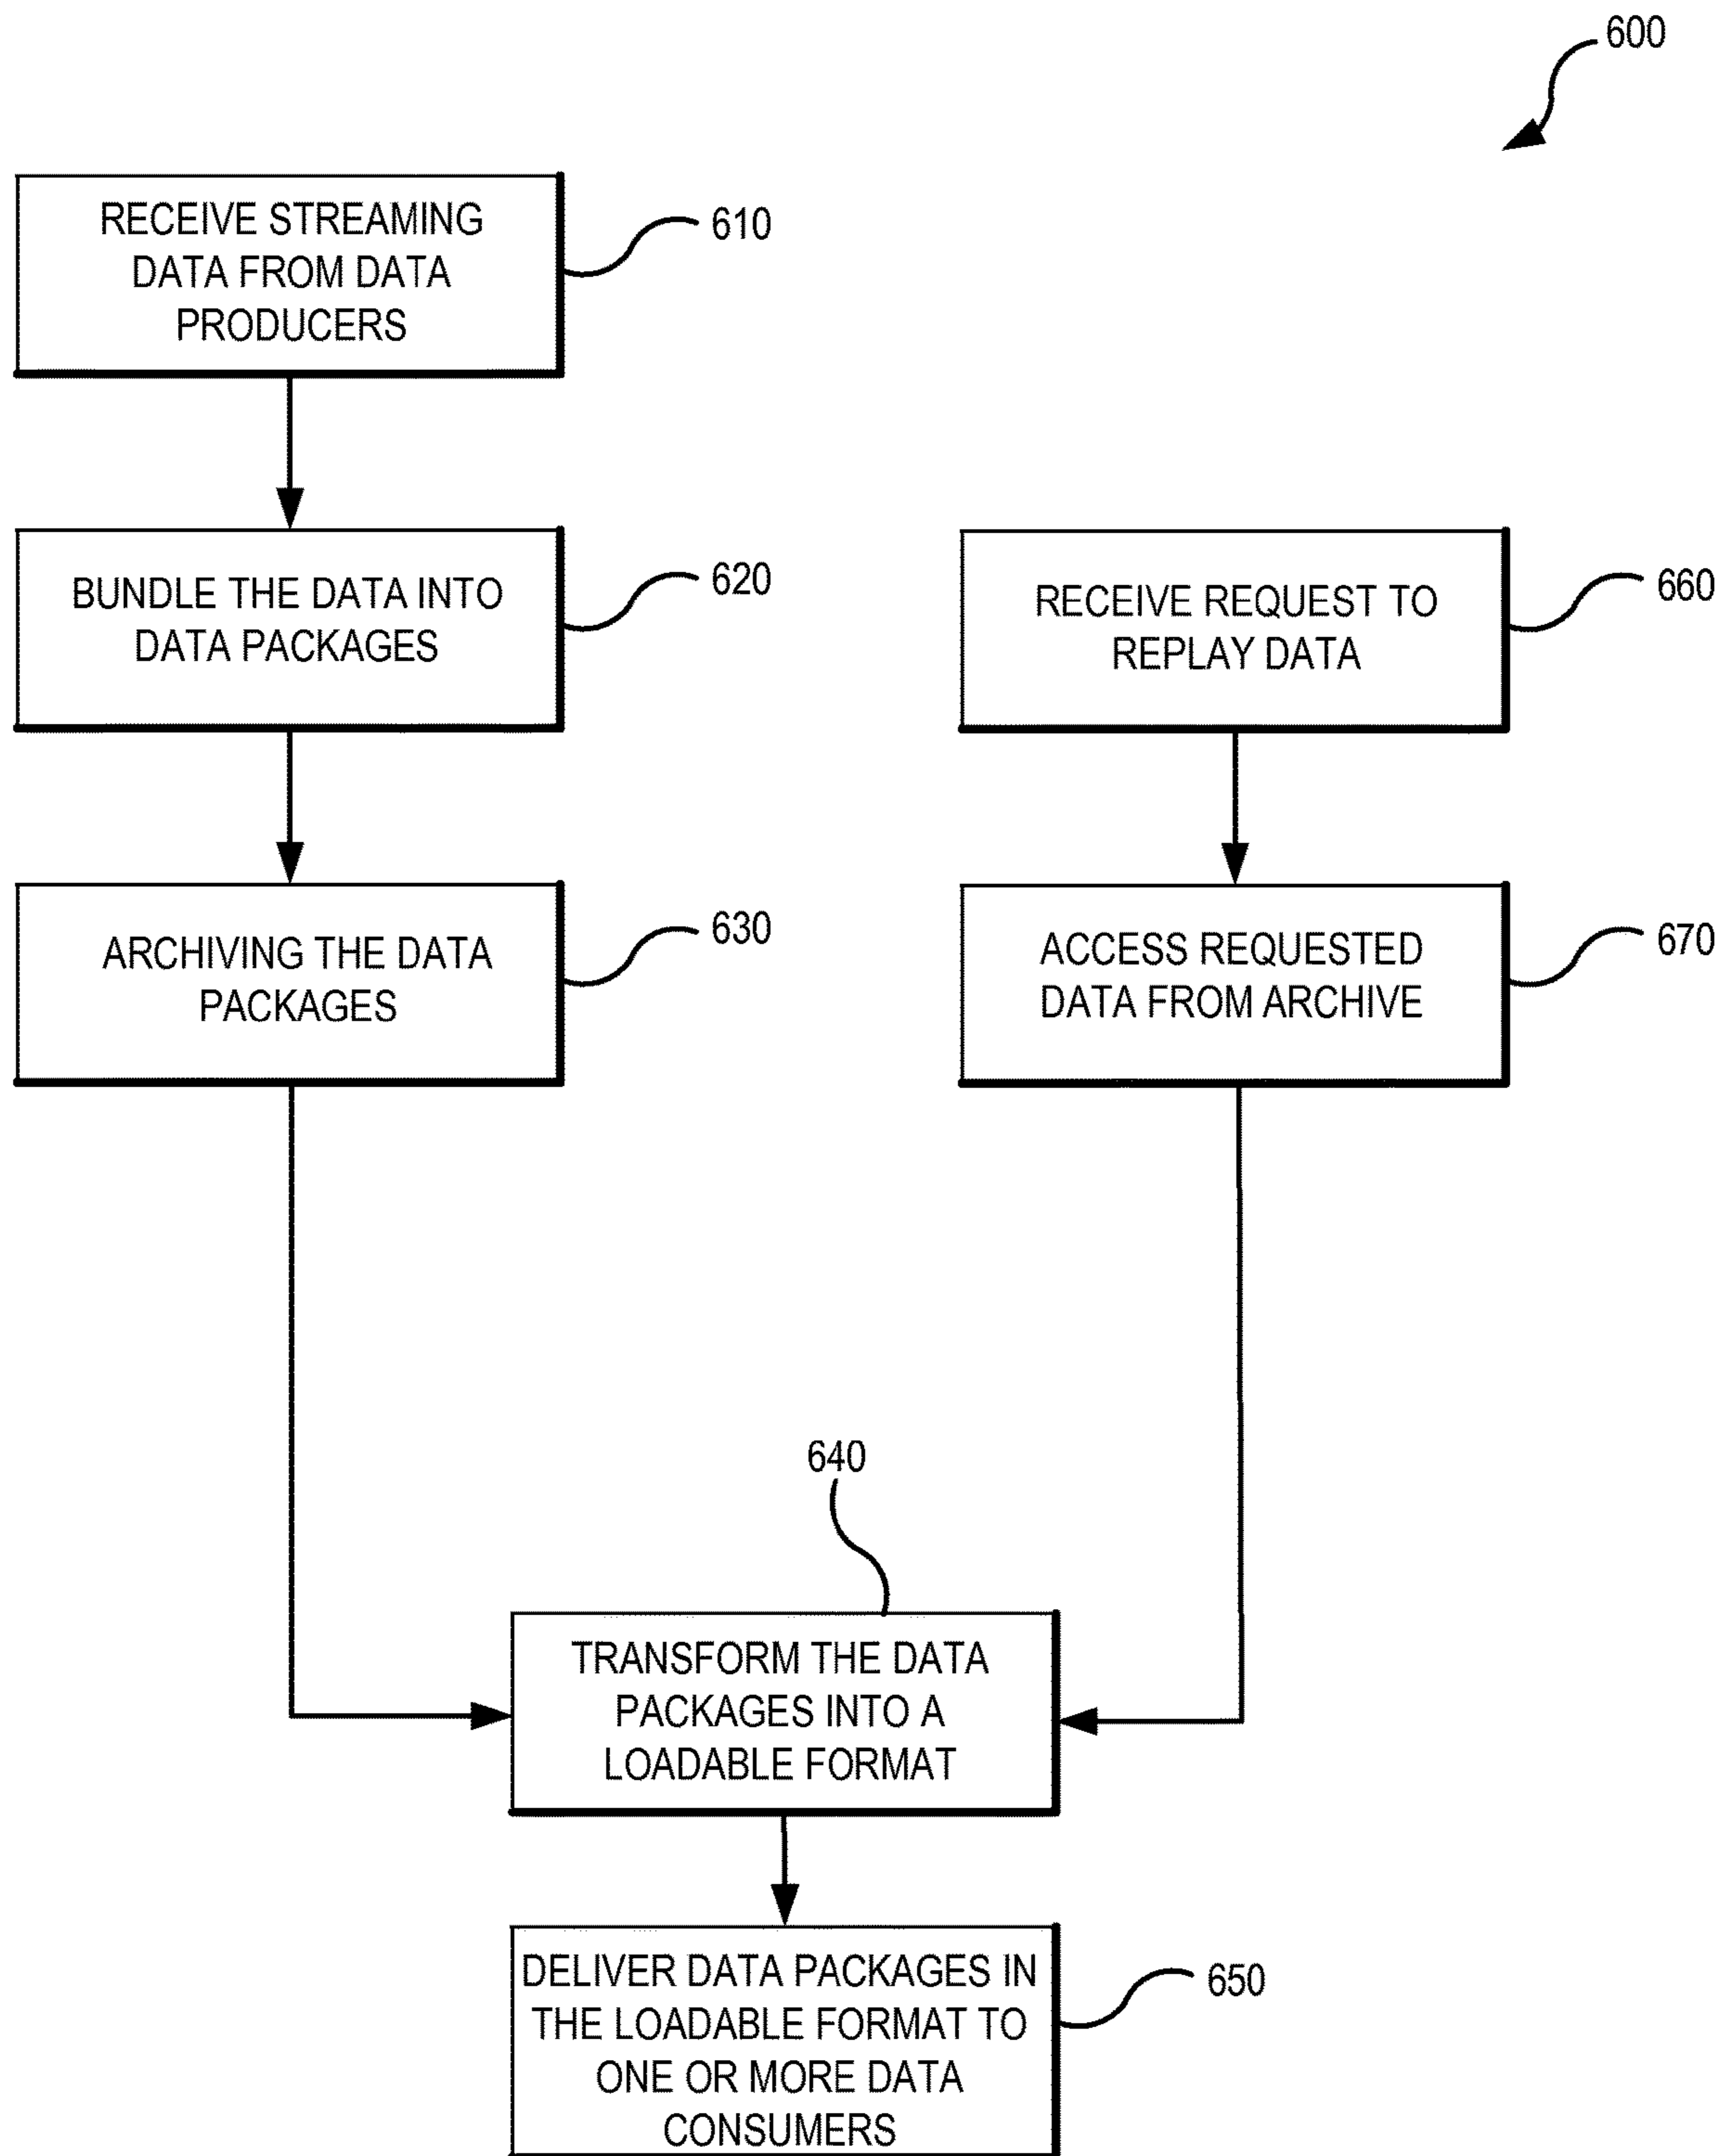 600
RECEIVE STREAMING
DATA FROM DATA
PRODUCERS
610
BUNDLE THE DATA INTO
DATA PACKAGES
620
ARCHIVING THE DATA
PACKAGES
630
RECEIVE REQUEST TO
REPLAY DATA
660
ACCESS REQUESTED
DATA FROM ARCHIVE
670
640
TRANSFORM THE DATA
PACKAGES INTO A
LOADABLE FORMAT
DELIVER DATA PACKAGES IN
THE LOADABLE FORMAT TO
ONE OR MORE DATA
CONSUMERS
650